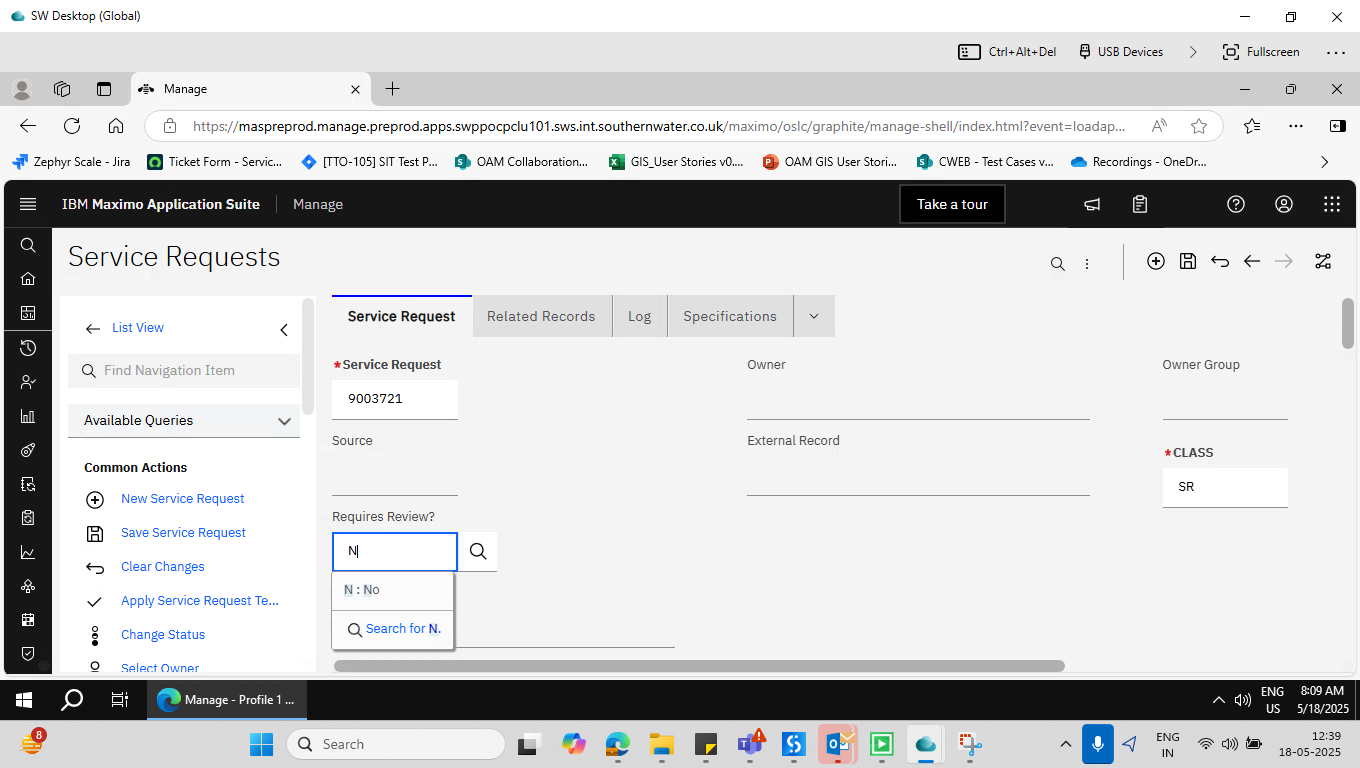 SW Desktop (Global)
Ctrl+Alt+Del
USB Devices
Fullscreen
Manage
https://maspreprod.manage.preprod.apps.swppocpclu101.sws.int.southernwater.co.uk/maximo/oslc/graphite/manage-shell/index.html?event=loadap...
Zephyr Scale - Jira
Ticket Form - Servic...
[TTO-105] SIT Test P...
OAM Collaboration...
GIS_User Stories v0....
OAM GIS User Stori...
CWEB - Test Cases v...
Recordings - OneDr...
IBM Maximo Application Suite
Manage
Take a tour
Service Requests
List View
Find Navigation Item
Available Queries
Common Actions
New Service Request
Save Service Request
Clear Changes
Apply Service Request Te...
Change Status
Select Owner
Service Request
Related Records
Log
Specifications
*Service Request
Owner
Owner Group
9003721
Source
External Record
*CLASS
SR
Requires Review?
N
N : No
Search for N.
Manage - Profile 1 ...
ENG
US
8:09 AM
5/18/2025
8
Search
ENG
IN
12:39
18-05-2025